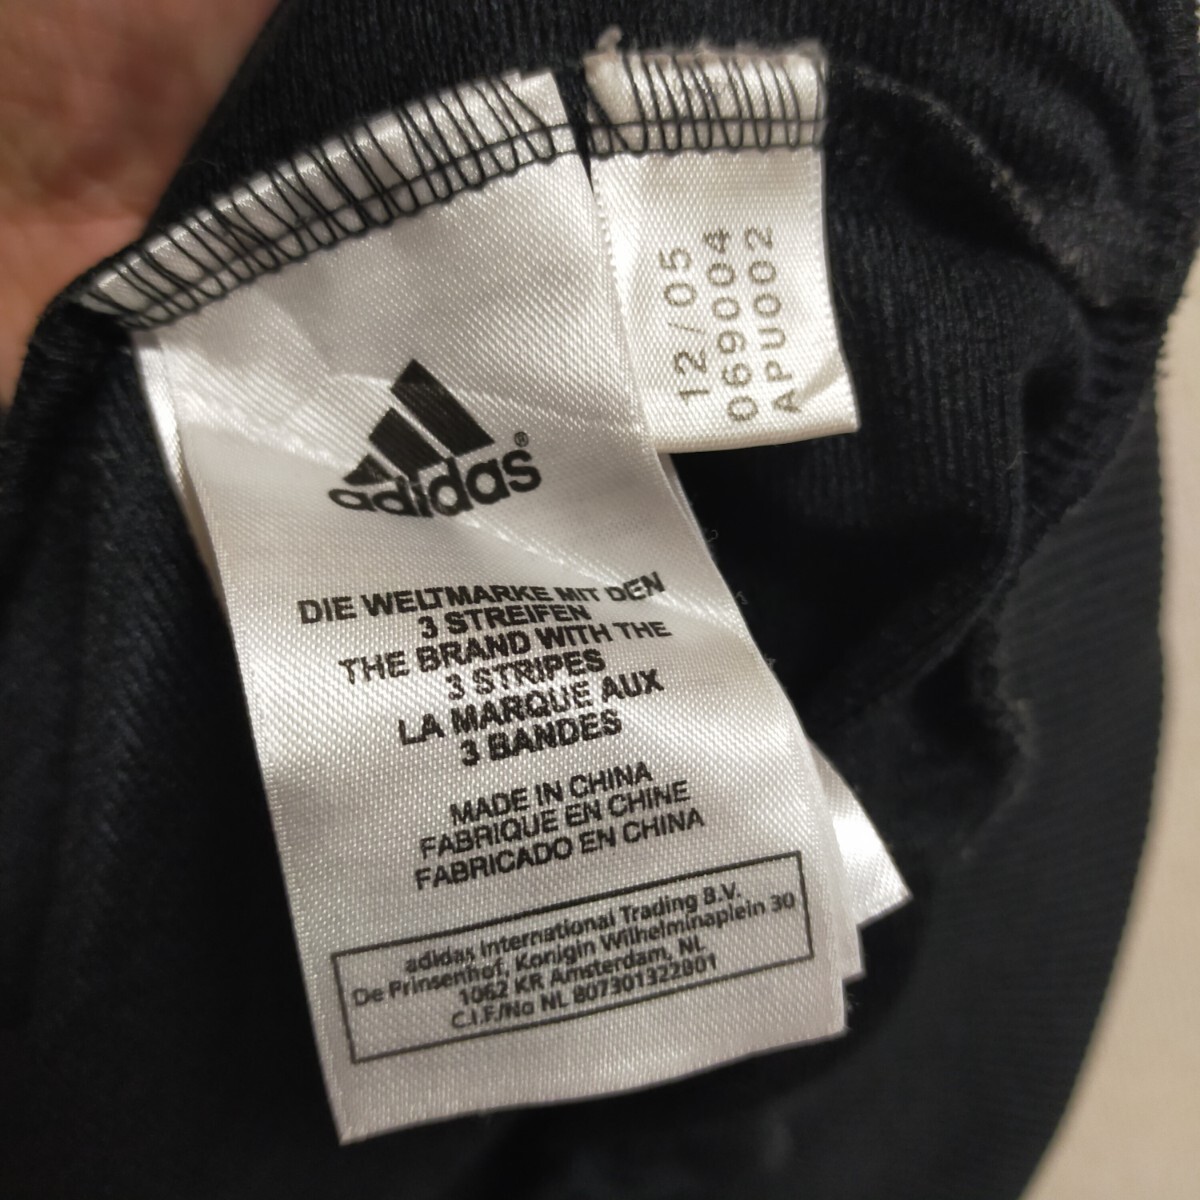 12/05
069004
APU002
adidas®
DIE WELTMARKE MIT DEN
3 STREIFEN
THE BRAND WITH THE
3 STRIPES
LA MARQUE AUX
3 BANDES
MADE IN CHINA
FABRIQUE EN CHINE
FABRICADO EN CHINA
adidas International Trading B.V.
De Prinsenhof, Konigin Wilhelminaplein 30
1062 KR Amsterdam, NL
C.I.F./No NL 807301322B01